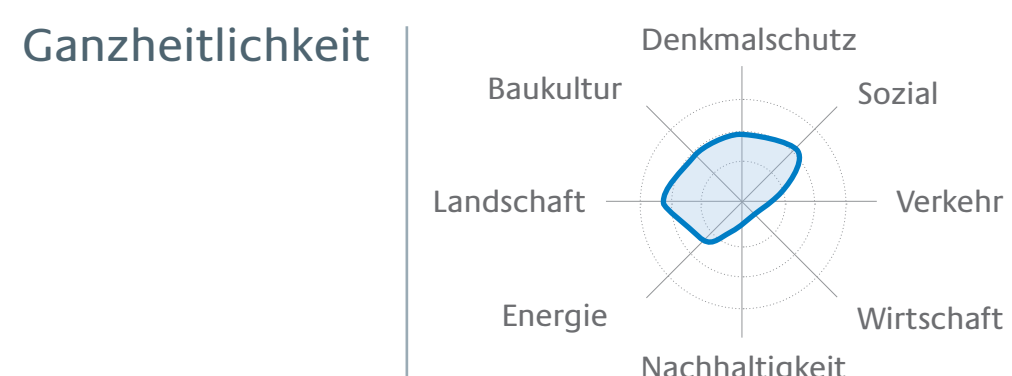 Ganzheitlichkeit
Denkmalschutz
Baukultur
Sozial
Landschaft
Verkehr
Energie
Wirtschaft
Nachhaltigkeit